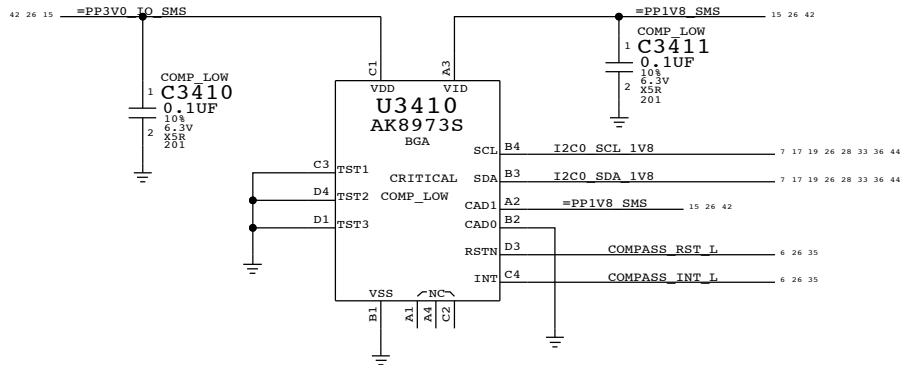 42 26 15 =PP3V0_IO_SMS
=PP1V8_SMS 15 26 42
COMP_LOW
1 C3411
0.1UF
10%
6.3V
2 X5R
201
COMP_LOW
1 C3410
0.1UF
10%
6.3V
2 X5R
201
C1
A3
VDD
VID
U3410
AK8973S
BGA
CRITICAL
COMP_LOW
SCL B4 I2C0_SCL_1V8 7 17 19 26 28 33 36 44
C3 TST1
SDA B3 I2C0_SDA_1V8 7 17 19 26 28 33 36 44
D4 TST2
CAD1 A2 =PP1V8_SMS 15 26 42
D1 TST3
CAD0 B2
RSTN D3 COMPASS_RST_L 6 26 35
INT C4 COMPASS_INT_L 6 26 35
VSS
NC
B1
A1
A4
C2